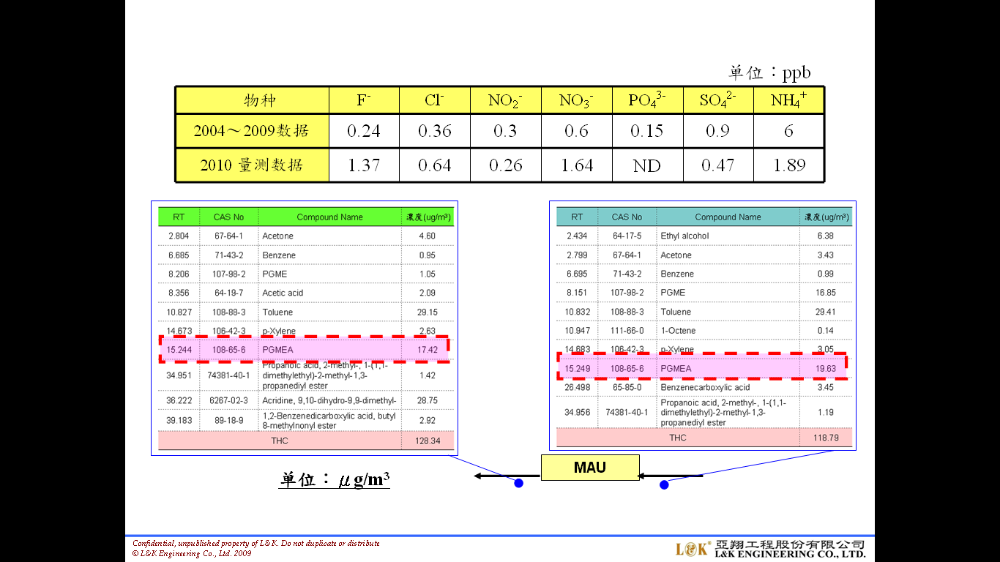 单位：ppb
物种 F- Cl- NO2- NO3- PO43- SO42- NH4+
2004～2009数据 0.24 0.36 0.3 0.6 0.15 0.9 6
2010 量测数据 1.37 0.64 0.26 1.64 ND 0.47 1.89
RT CAS No Compound Name 濃度(ug/m³)
2.804 67-64-1 Acetone 4.60
6.685 71-43-2 Benzene 0.95
8.206 107-98-2 PGME 1.05
8.356 64-19-7 Acetic acid 2.09
10.827 108-88-3 Toluene 29.15
14.673 106-42-3 p-Xylene 2.63
15.244 108-65-6 PGMEA 17.42
Propanoic acid, 2-methyl-, 1-(1,1-
34.951 74381-40-1 dimethylethyl)-2-methyl-1,3- 1.42
propanediyl ester
36.222 6267-02-3 Acridine, 9,10-dihydro-9,9-dimethyl- 28.75
1,2-Benzenedicarboxylic acid, butyl
39.183 89-18-9 8-methylnonyl ester 2.92
THC 128.34
RT CAS No Compound Name 濃度(ug/m³)
2.434 64-17-5 Ethyl alcohol 6.38
2.799 67-64-1 Acetone 3.43
6.695 71-43-2 Benzene 0.99
8.151 107-98-2 PGME 16.85
10.832 108-88-3 Toluene 29.41
10.947 111-66-0 1-Octene 0.14
14.683 106-42-3 p-Xylene 3.05
15.249 108-65-6 PGMEA 19.63
26.498 65-85-0 Benzenecarboxylic acid 3.45
Propanoic acid, 2-methyl-, 1-(1,1-
34.956 74381-40-1 dimethylethyl)-2-methyl-1,3- 1.19
propanediyl ester
THC 118.79
MAU
单位：μg/m³
Confidential, unpublished property of L&K. Do not duplicate or distribute
© L&K Engineering Co., Ltd. 2009
L&K® 亞翔工程股份有限公司
L&K ENGINEERING CO., LTD.